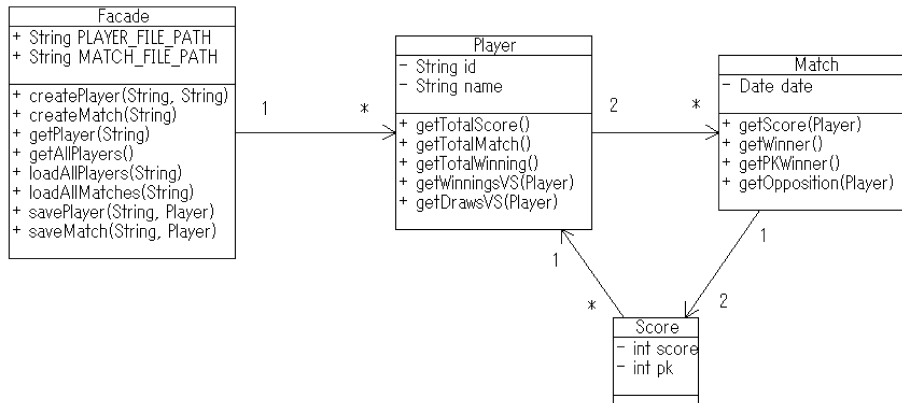 Facade
+ String PLAYER_FILE_PATH
+ String MATCH_FILE_PATH
+ createPlayer(String, String)
+ createMatch(String)
+ getPlayer(String)
+ getAllPlayers()
+ loadAllPlayers(String)
+ loadAllMatches(String)
+ savePlayer(String, Player)
+ saveMatch(String, Player)
1
*
Player
- String id
- String name
+ getTotalScore()
+ getTotalMatch()
+ getTotalWinning()
+ getWinningsVS(Player)
+ getDrawsVS(Player)
2
*
Match
- Date date
+ getScore(Player)
+ getWinner()
+ getPKWinner()
+ getOpposition(Player)
1
2
1
*
Score
- int score
- int pk